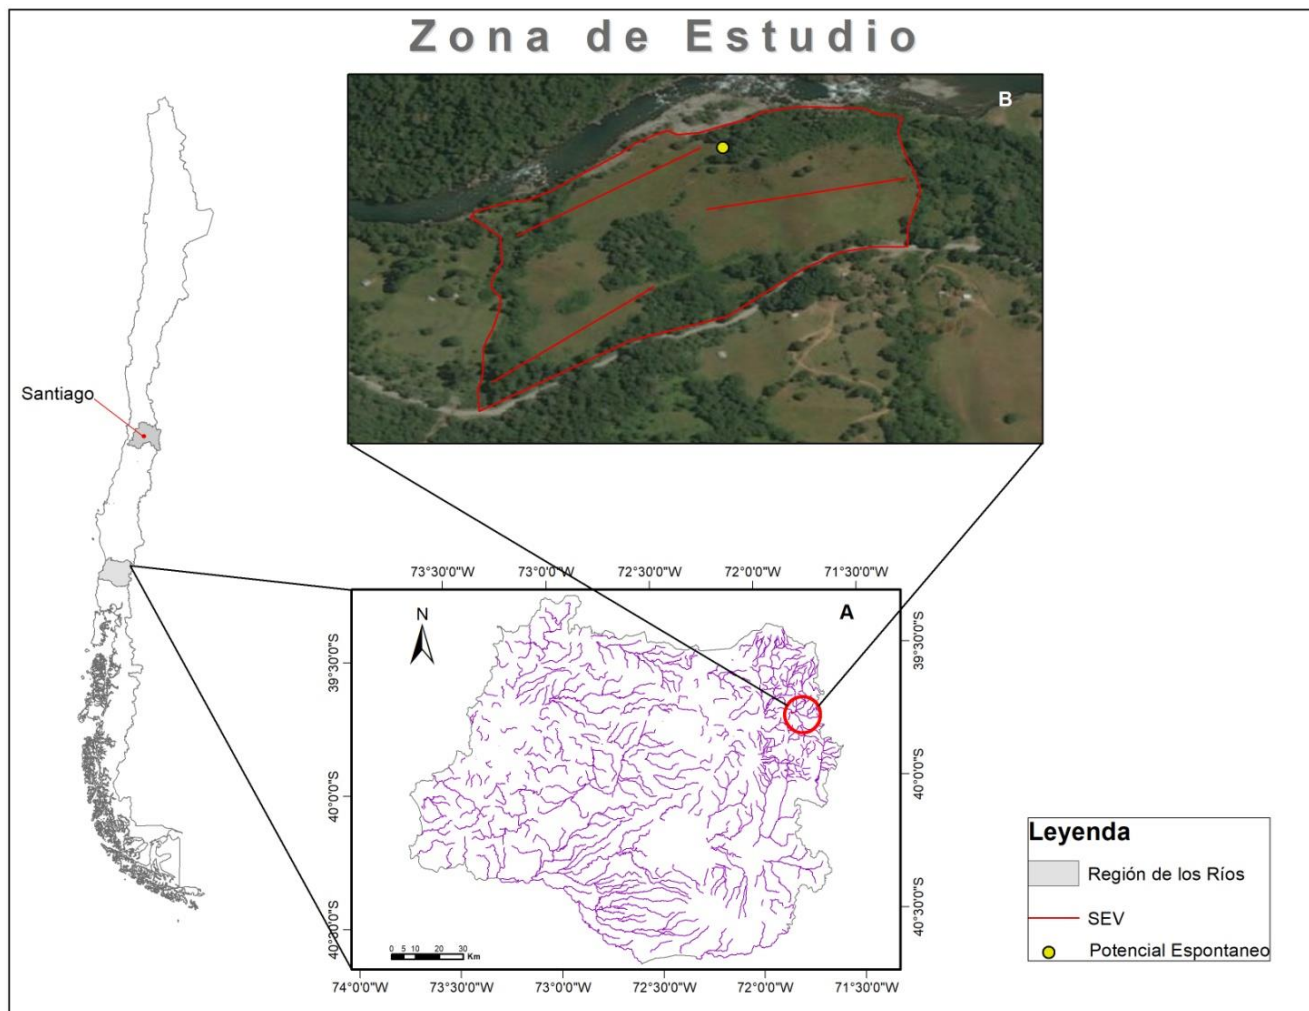 Zona de Estudio
B
Santiago
73°30'0"W 73°0'0"W 72°30'0"W 72°0'0"W 71°30'0"W
A
N
39°30'0"S
40°0'0"S
40°30'0"S
39°30'0"S
40°0'0"S
40°30'0"S
0 5 10 20 30
Km
74°0'0"W 73°30'0"W 73°0'0"W 72°30'0"W 72°0'0"W 71°30'0"W
Leyenda
Región de los Ríos
SEV
Potencial Espontaneo